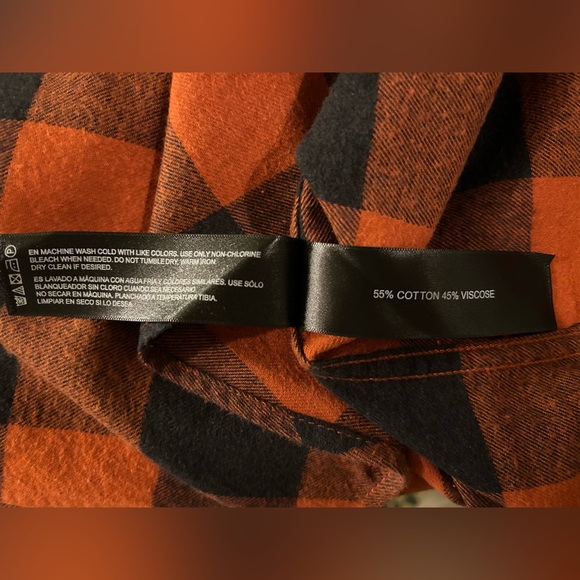 EN MACHINE WASH COLD WITH LIKE COLORS. USE ONLY NON-CHLORINE
BLEACH WHEN NEEDED. DO NOT TUMBLE DRY, WARM IRON.
DRY CLEAN IF DESIRED.
ES LAVADO A MÁQUINA CON AGUA FRIA Y COLORES SIMILARES. USE SÓLO
BLANQUEADOR SIN CLORO CUANDO SEA NECESARIO.
NO SECAR EN MÁQUINA. PLANCHADO A TEMPERATURA TIBIA.
LIMPIAR EN SECO SI LO DESEA.
55% COTTON 45% VISCOSE